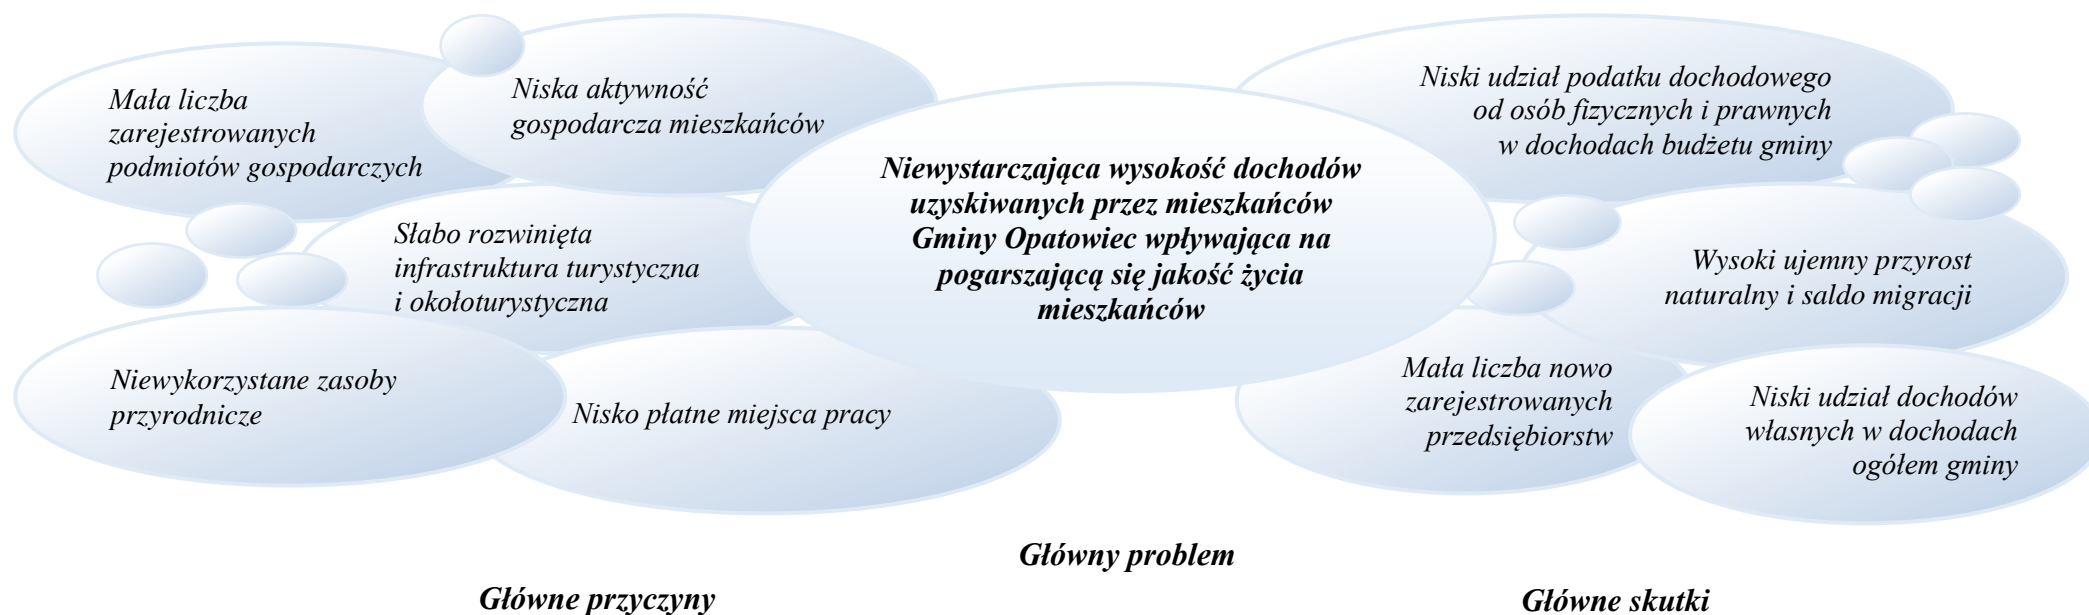 Mała liczba
zarejestrowanych
podmiotów gospodarczych
Niska aktywność
gospodarcza mieszkańców
Słabo rozwinięta
infrastruktura turystyczna
i okołoturystyczna
Niewykorzystane zasoby
przyrodnicze
Nisko płatne miejsca pracy
Niewystarczająca wysokość dochodów
uzyskiwanych przez mieszkańców
Gminy Opatowiec wpływająca na
pogarszającą się jakość życia
mieszkańców
Niski udział podatku dochodowego
od osób fizycznych i prawnych
w dochodach budżetu gminy
Wysoki ujemny przyrost
naturalny i saldo migracji
Mała liczba nowo
zarejestrowanych
przedsiębiorstw
Niski udział dochodów
własnych w dochodach
ogółem gminy
Główny problem
Główne przyczyny
Główne skutki